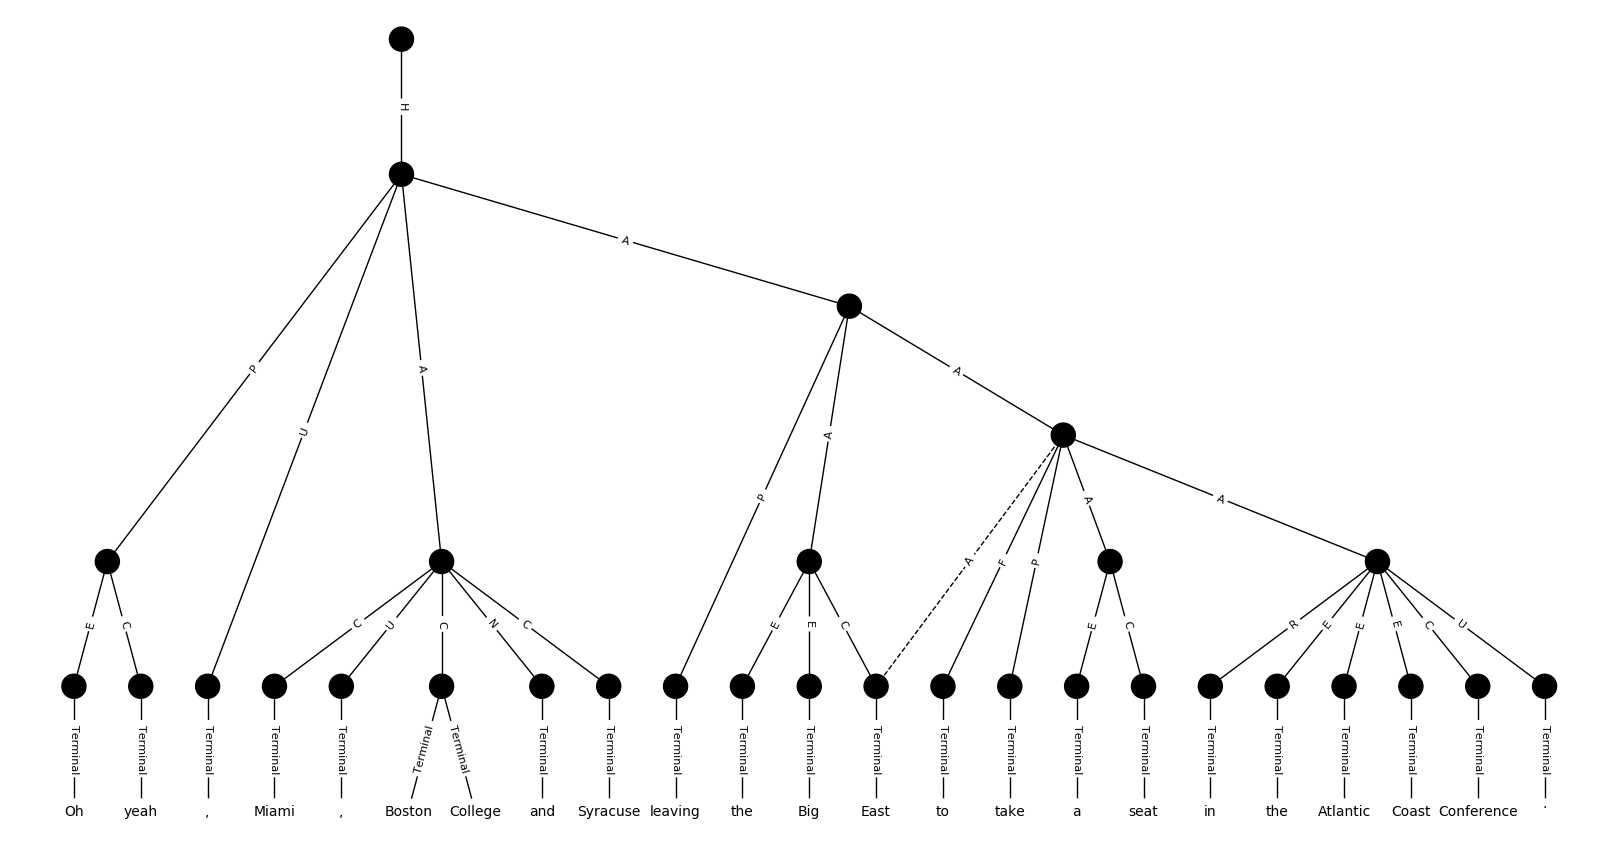 H
A
P
A
U
A
A
P
A
A
A
F
P
E
C
C
U
C
N
C
E
E
C
E
C
R
E
E
E
C
U
Terminal Terminal Terminal Terminal Terminal Terminal Terminal Terminal Terminal Terminal Terminal Terminal Terminal Terminal Terminal Terminal Terminal Terminal Terminal Terminal Terminal Terminal Terminal
Oh yeah , Miami , Boston College and Syracuse leaving the Big East to take a seat in the Atlantic Coast Conference .